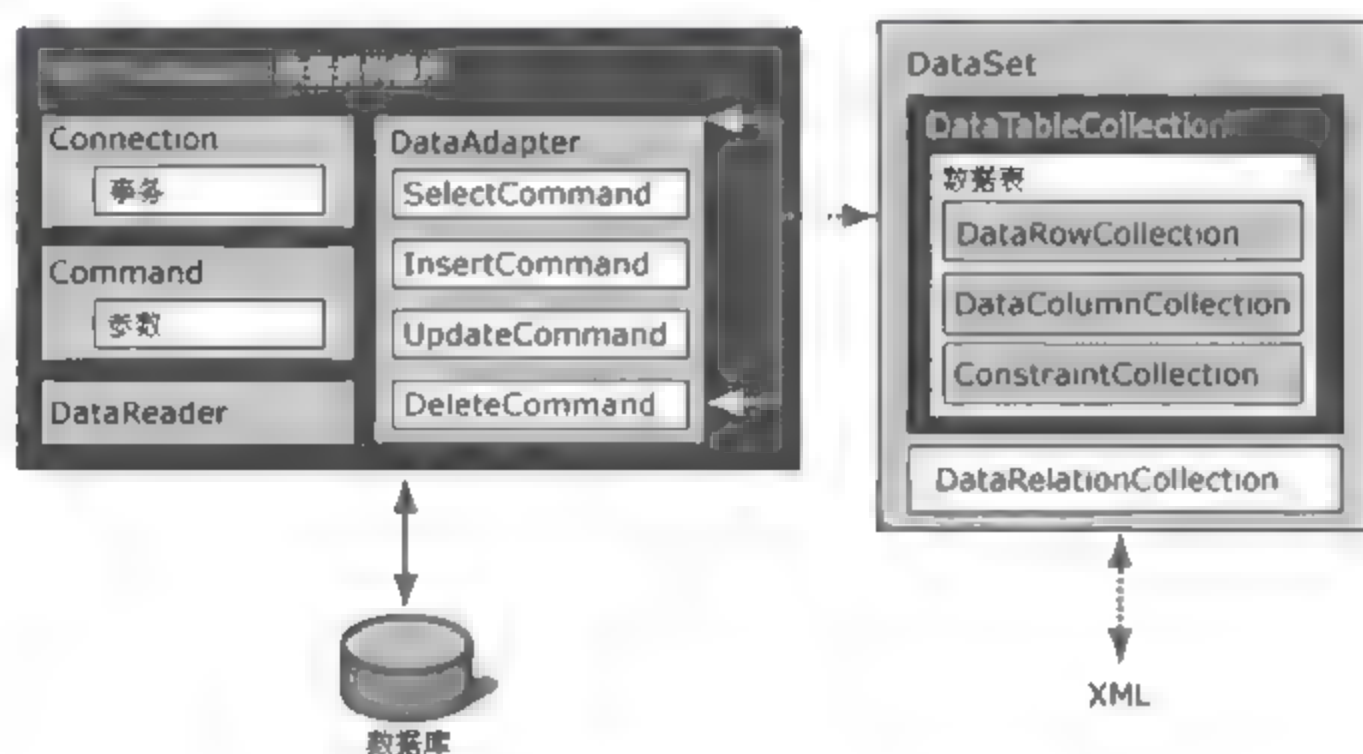 Connection
事务
Command
参数
DataReader
DataAdapter
SelectCommand
InsertCommand
UpdateCommand
DeleteCommand
数据库
DataSet
DataTableCollection
数据表
DataRowCollection
DataColumnCollection
ConstraintCollection
DataRelationCollection
XML